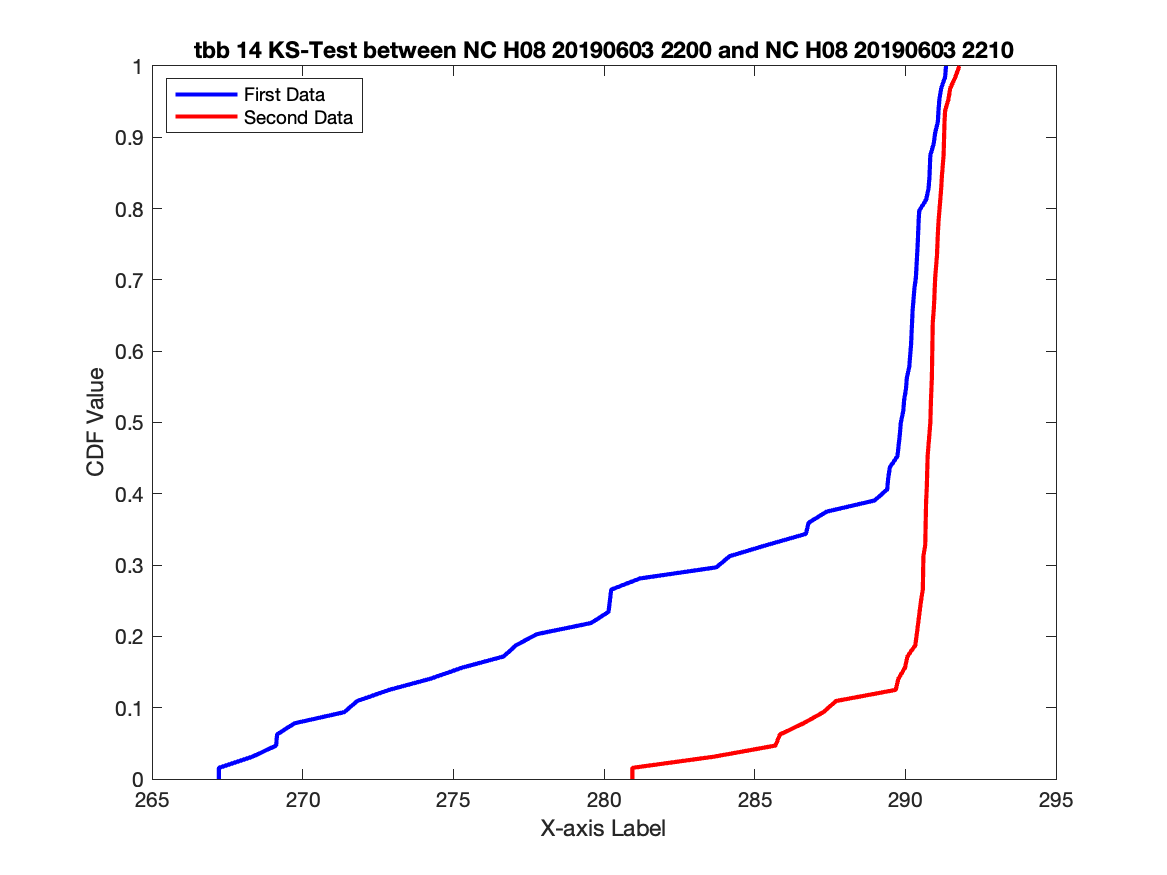 tbb 14 KS-Test between NC H08 20190603 2200 and NC H08 20190603 2210
First Data
Second Data
1
0.9
0.8
0.7
0.6
0.5
0.4
0.3
0.2
0.1
0
CDF Value
265 270 275 280 285 290 295
X-axis Label